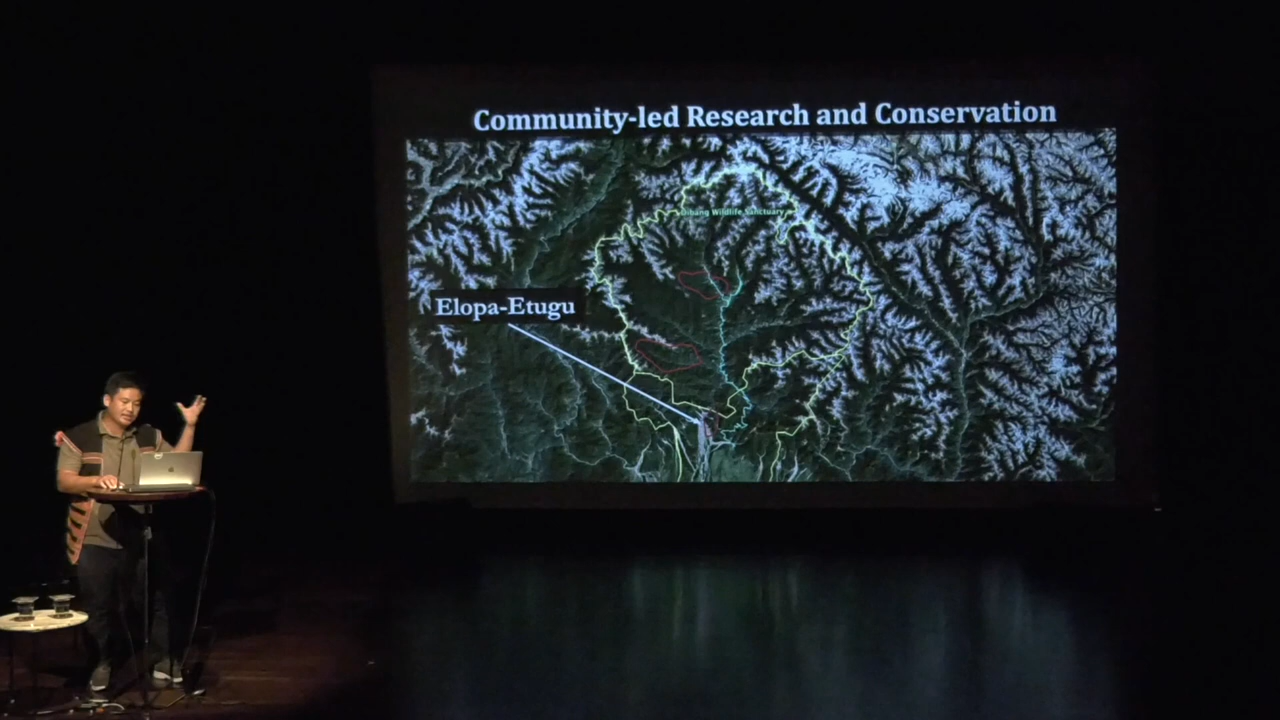 Community-led Research and Conservation
Dibang Wildlife Sanctuary
Elopa-Etugu